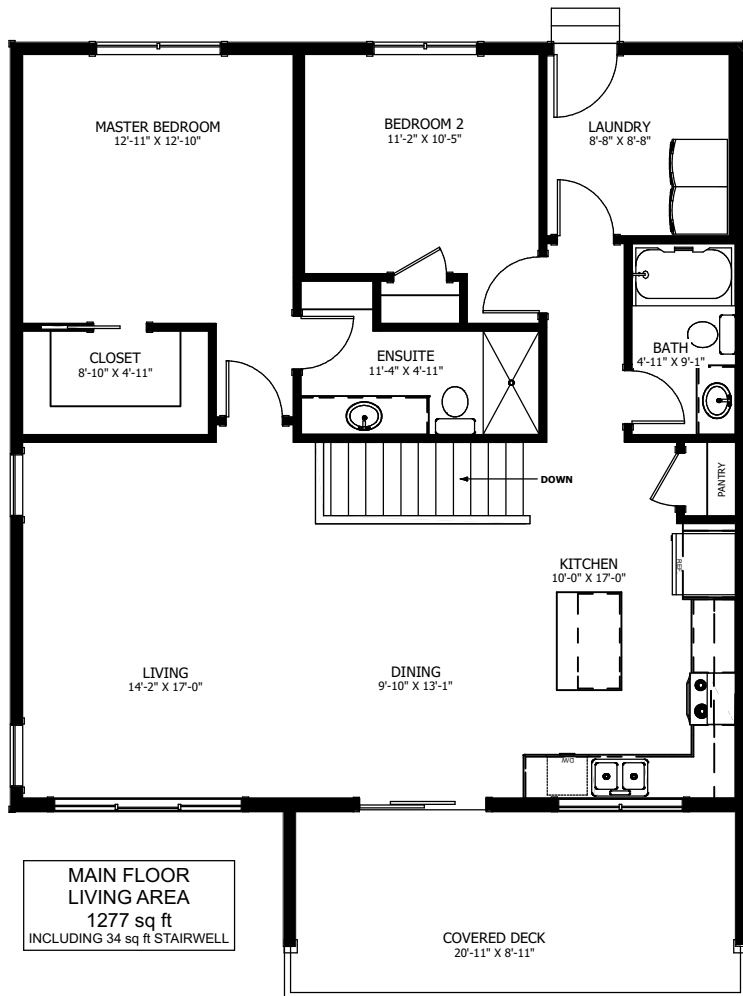 MASTER BEDROOM
12'-11" X 12'-10"
BEDROOM 2
11'-2" X 10'-5"
LAUNDRY
8'-8" X 8'-8"
CLOSET
8'-10" X 4'-11"
ENSUITE
11'-4" X 4'-11"
BATH
4'-11" X 9'-1"
DOWN
PANTRY
REF
KITCHEN
10'-0" X 17'-0"
LIVING
14'-2" X 17'-0"
DINING
9'-10" X 13'-1"
DW
MAIN FLOOR
LIVING AREA
1277 sq ft
INCLUDING 34 sq ft STAIRWELL
COVERED DECK
20'-11" X 8'-11"